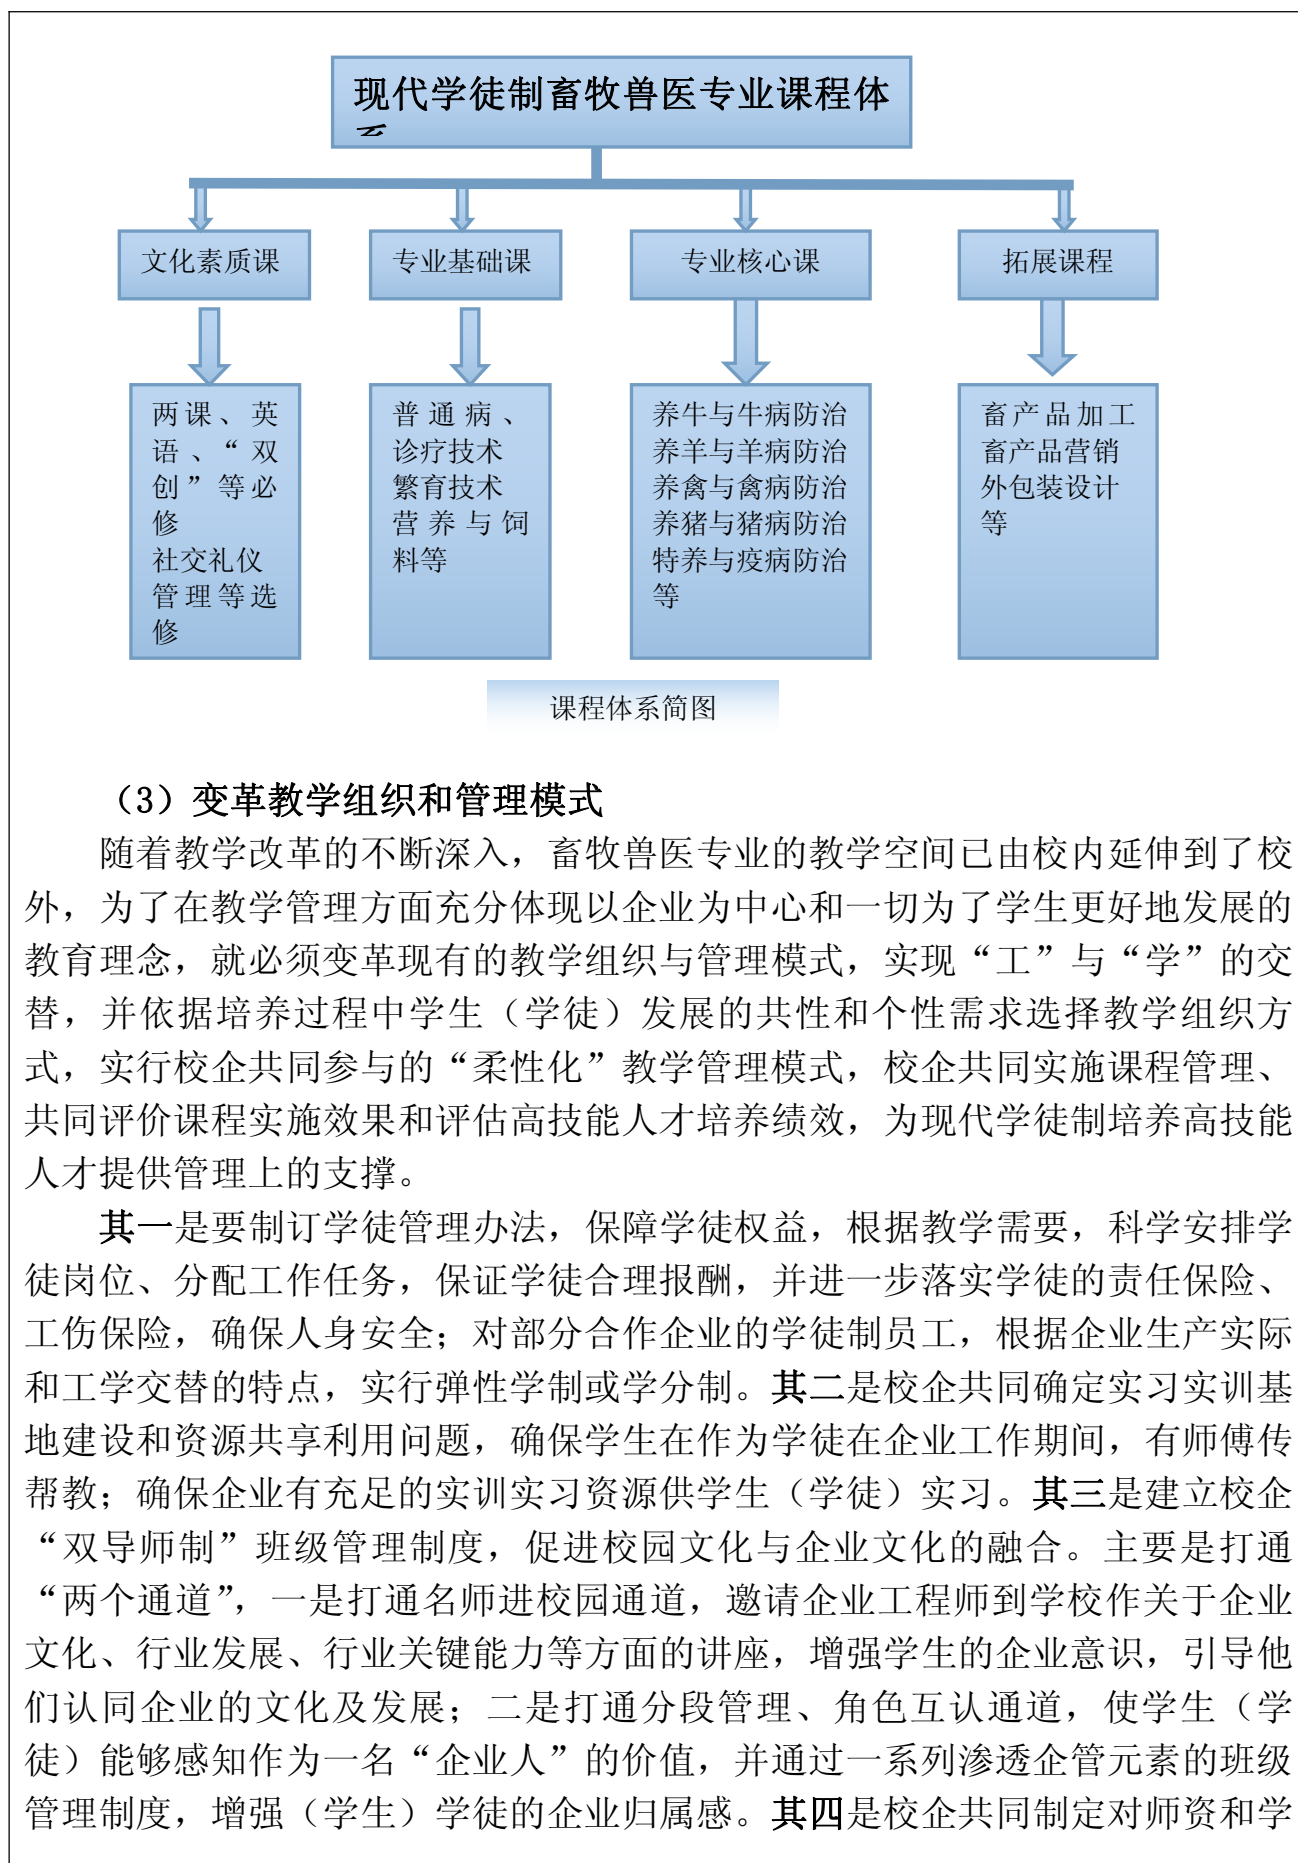 现代学徒制畜牧兽医专业课程体
系
文化素质课
专业基础课
专业核心课
拓展课程
两课、英
语、“双
创”等必
修
社交礼仪
管理等选
修
普通病、
诊疗技术
繁育技术
营养与饲
料等
养牛与牛病防治
养羊与羊病防治
养禽与禽病防治
养猪与猪病防治
特养与疫病防治
等
畜产品加工
畜产品营销
外包装设计
等
课程体系简图
（3）变革教学组织和管理模式
随着教学改革的不断深入，畜牧兽医专业的教学空间已由校内延伸到了校
外，为了在教学管理方面充分体现以企业为中心和一切为了学生更好地发展的
教育理念，就必须变革现有的教学组织与管理模式，实现“工”与“学”的交
替，并依据培养过程中学生（学徒）发展的共性和个性需求选择教学组织方
式，实行校企共同参与的“柔性化”教学管理模式，校企共同实施课程管理、
共同评价课程实施效果和评估高技能人才培养绩效，为现代学徒制培养高技能
人才提供管理上的支撑。
其一是要制订学徒管理办法，保障学徒权益，根据教学需要，科学安排学
徒岗位、分配工作任务，保证学徒合理报酬，并进一步落实学徒的责任保险、
工伤保险，确保人身安全；对部分合作企业的学徒制员工，根据企业生产实际
和工学交替的特点，实行弹性学制或学分制。其二是校企共同确定实习实训基
地建设和资源共享利用问题，确保学生在作为学徒在企业工作期间，有师傅传
帮教；确保企业有充足的实训实习资源供学生（学徒）实习。其三是建立校企
“双导师制”班级管理制度，促进校园文化与企业文化的融合。主要是打通
“两个通道”，一是打通名师进校园通道，邀请企业工程师到学校作关于企业
文化、行业发展、行业关键能力等方面的讲座，增强学生的企业意识，引导他
们认同企业的文化及发展；二是打通分段管理、角色互认通道，使学生（学
徒）能够感知作为一名“企业人”的价值，并通过一系列渗透企管元素的班级
管理制度，增强（学生）学徒的企业归属感。其四是校企共同制定对师资和学